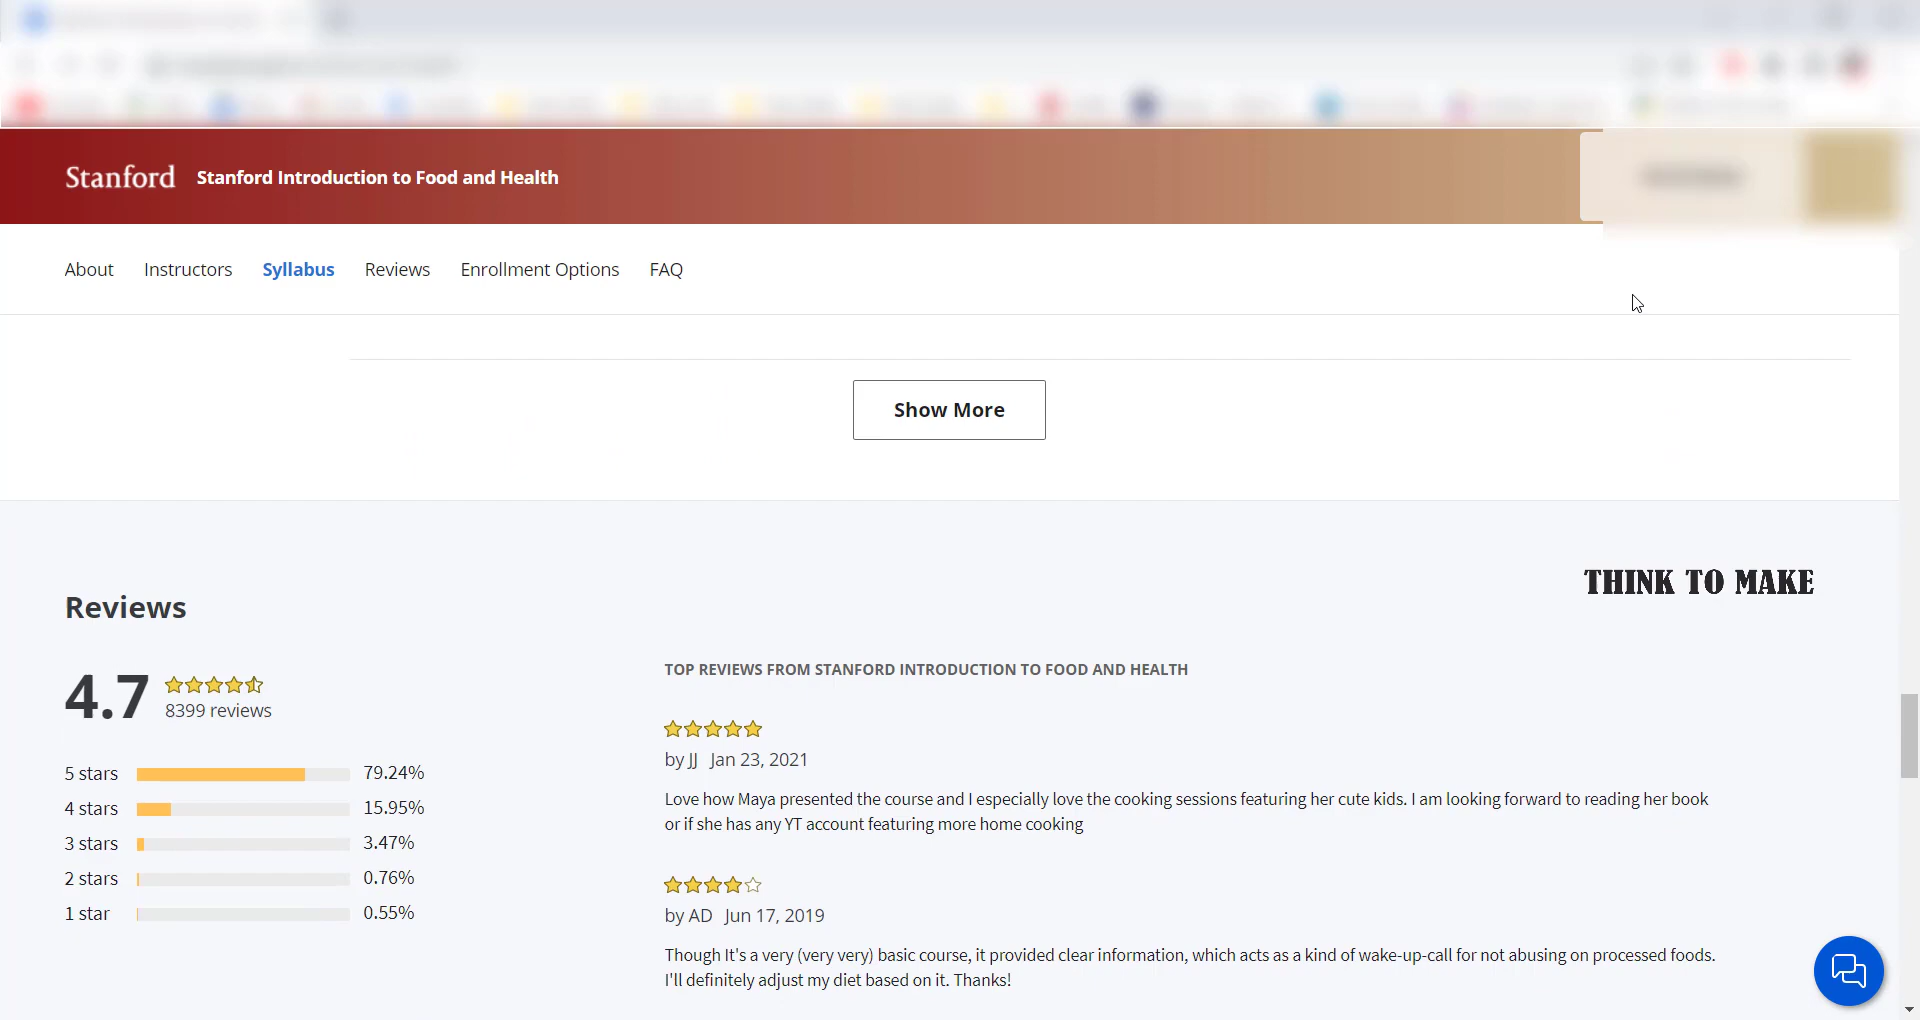 Stanford Stanford Introduction to Food and Health
About Instructors Syllabus Reviews Enrollment Options FAQ
Show More
THINK TO MAKE
Reviews
4.7
8399 reviews
5 stars 79.24%
4 stars 15.95%
3 stars 3.47%
2 stars 0.76%
1 star 0.55%
TOP REVIEWS FROM STANFORD INTRODUCTION TO FOOD AND HEALTH
by JJ Jan 23, 2021
Love how Maya presented the course and I especially love the cooking sessions featuring her cute kids. I am looking forward to reading her book
or if she has any YT account featuring more home cooking
by AD Jun 17, 2019
Though It's a very (very very) basic course, it provided clear information, which acts as a kind of wake-up-call for not abusing on processed foods.
I'll definitely adjust my diet based on it. Thanks!